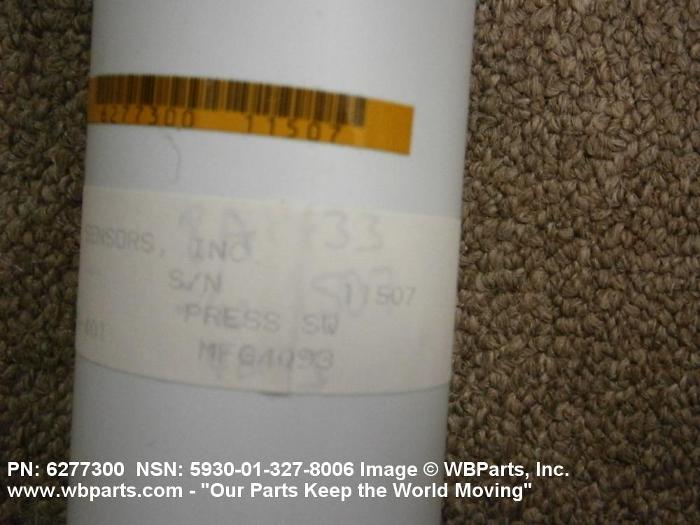 6277300 11507
33
SENSORS, INC
S/N 11507
PRESS SW
MFG4093
PN: 6277300 NSN: 5930-01-327-8006 Image © WBParts, Inc.
www.wbparts.com - "Our Parts Keep the World Moving"